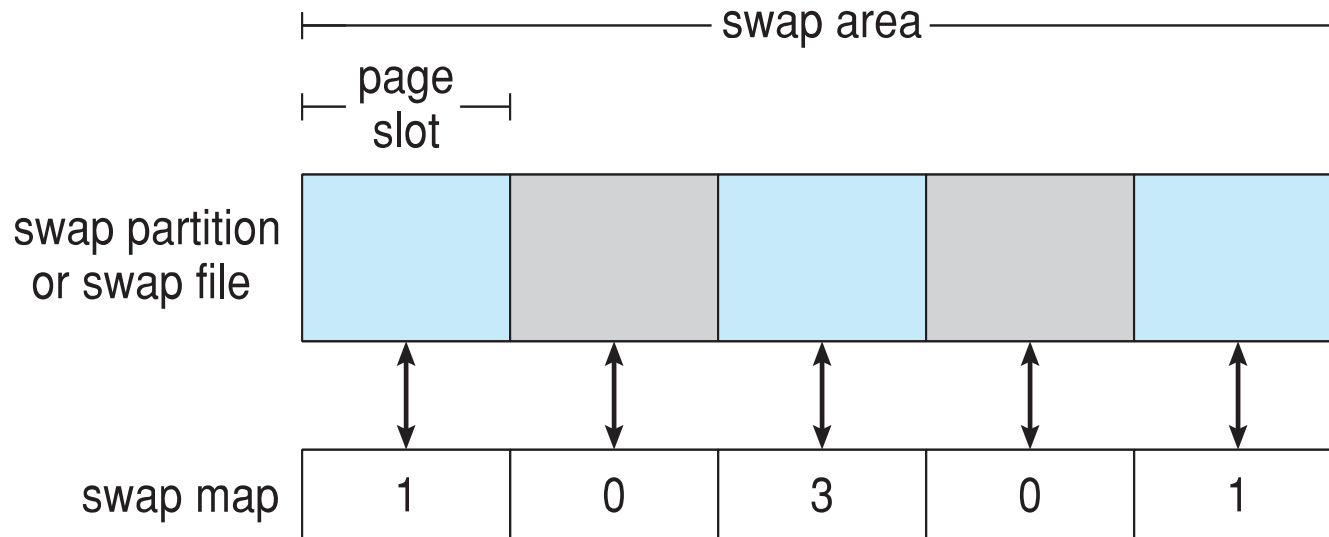 swap area
page
slot
swap partition
or swap file
swap map 1 0 3 0 1